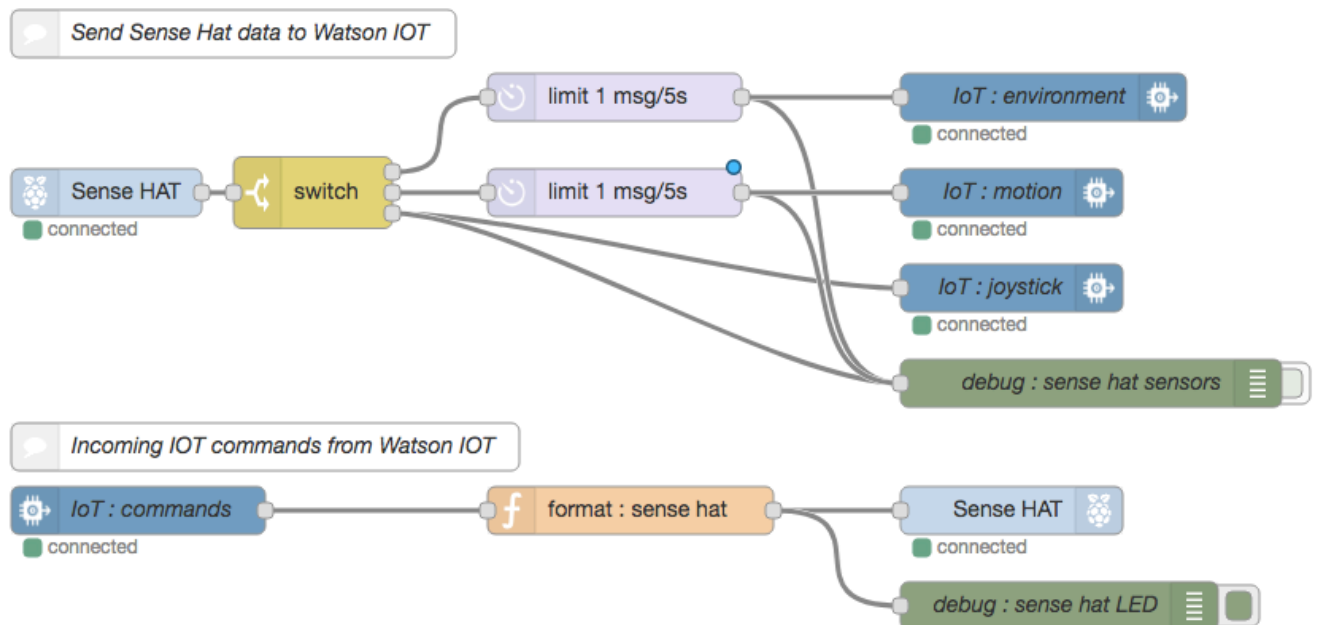 Send Sense Hat data to Watson IOT
limit 1 msg/5s
IoT : environment
connected
Sense HAT
connected
switch
limit 1 msg/5s
IoT : motion
connected
IoT : joystick
connected
debug : sense hat sensors
Incoming IOT commands from Watson IOT
IoT : commands
connected
format : sense hat
Sense HAT
connected
debug : sense hat LED